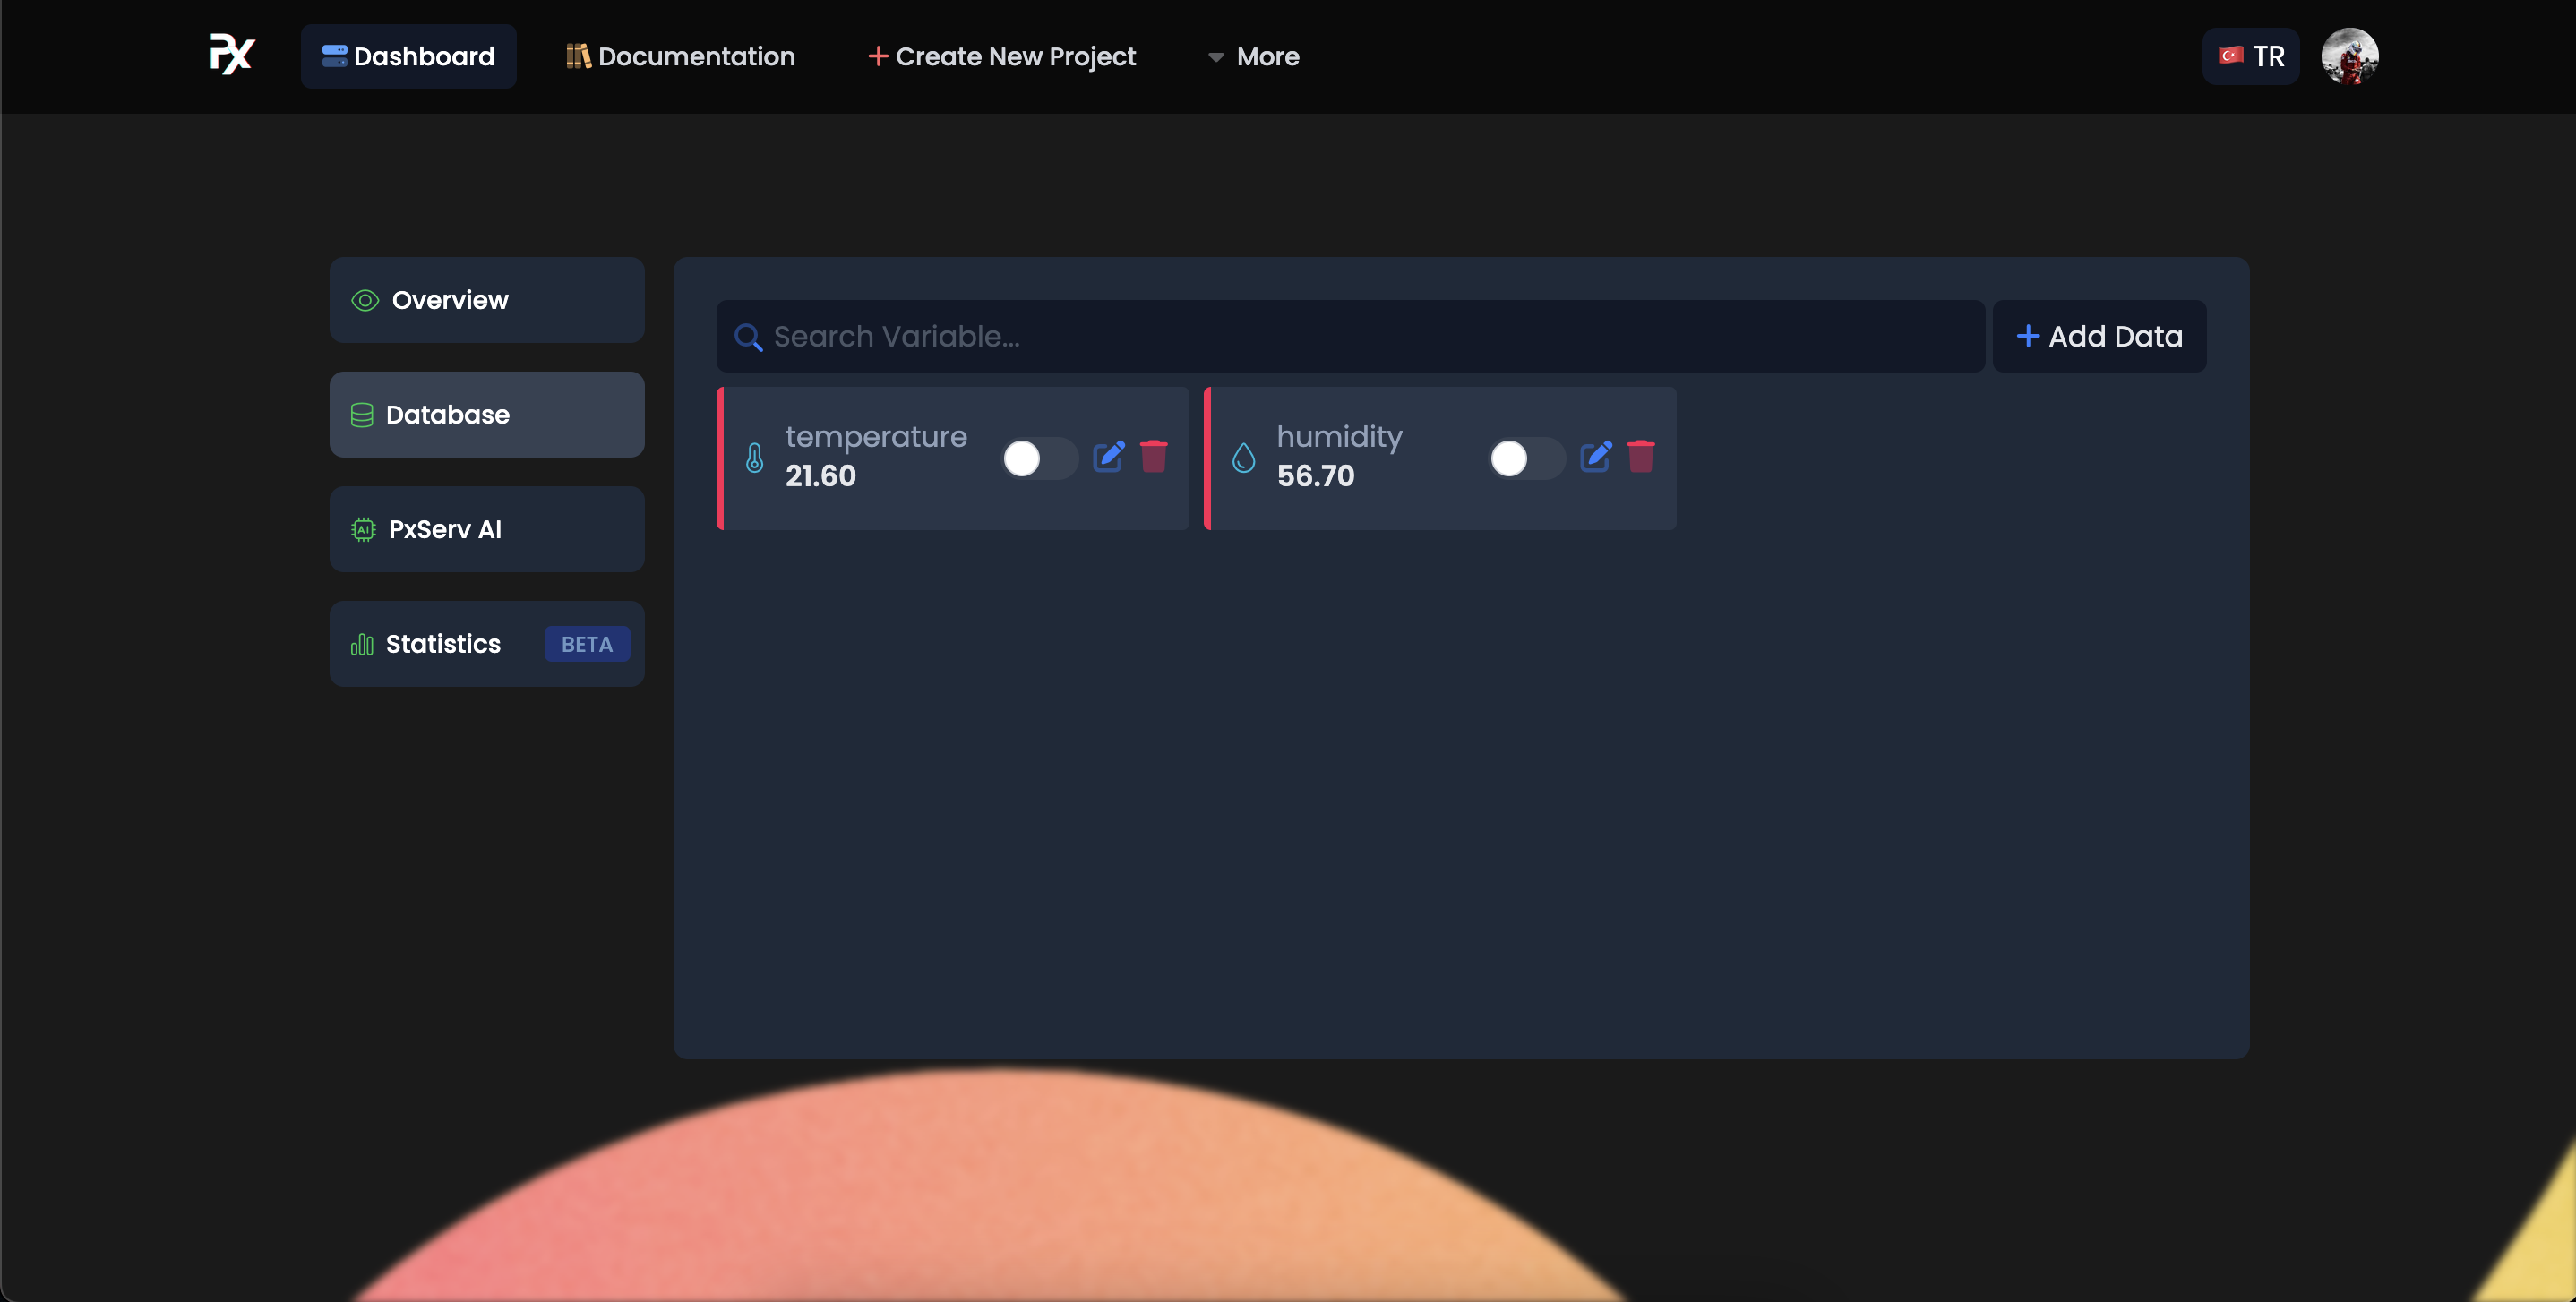 PX
Dashboard
Documentation
Create New Project
More
TR
Overview
Database
AI
PxServ AI
Statistics
BETA
Search Variable...
+ Add Data
temperature
21.60
humidity
56.70